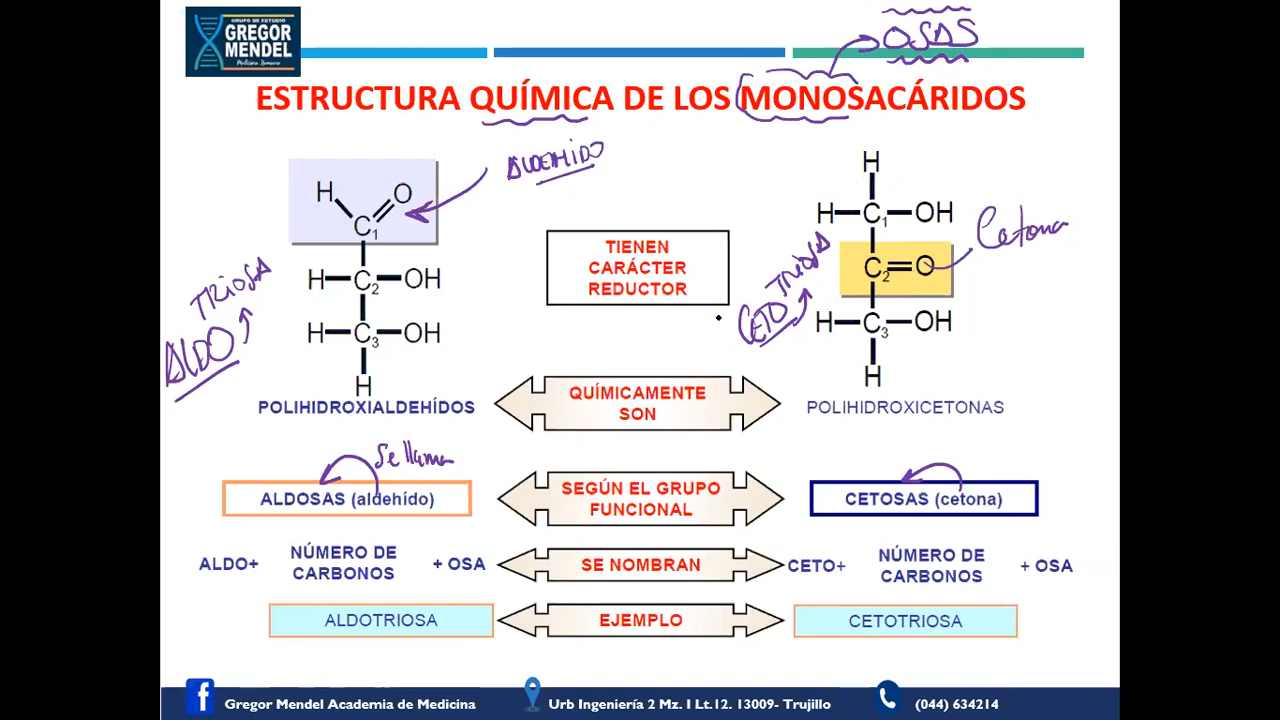 GRUPO DE ESTUDIO
GREGOR
MENDEL
Medicina Humana
OSAS
ESTRUCTURA QUÍMICA DE LOS MONOSACÁRIDOS
ALDEHIDO
H O
C1
H C2 OH
H C3 OH
H
TRIOSA
ALDO
TIENEN
CARÁCTER
REDUCTOR
H
H C1 OH
C2 O
H C3 OH
H
Cetona
TRIOSA
CETO
POLIHIDROXIALDEHÍDOS
QUÍMICAMENTE
SON
POLIHIDROXICETONAS
Se llama
ALDOSAS (aldehído)
SEGÚN EL GRUPO
FUNCIONAL
CETOSAS (cetona)
ALDO+ NÚMERO DE CARBONOS + OSA
SE NOMBRAN
CETO+ NÚMERO DE CARBONOS + OSA
ALDOTRIOSA
EJEMPLO
CETOTRIOSA
f Gregor Mendel Academia de Medicina
Urb Ingeniería 2 Mz. I Lt.12. 13009- Trujillo
(044) 634214